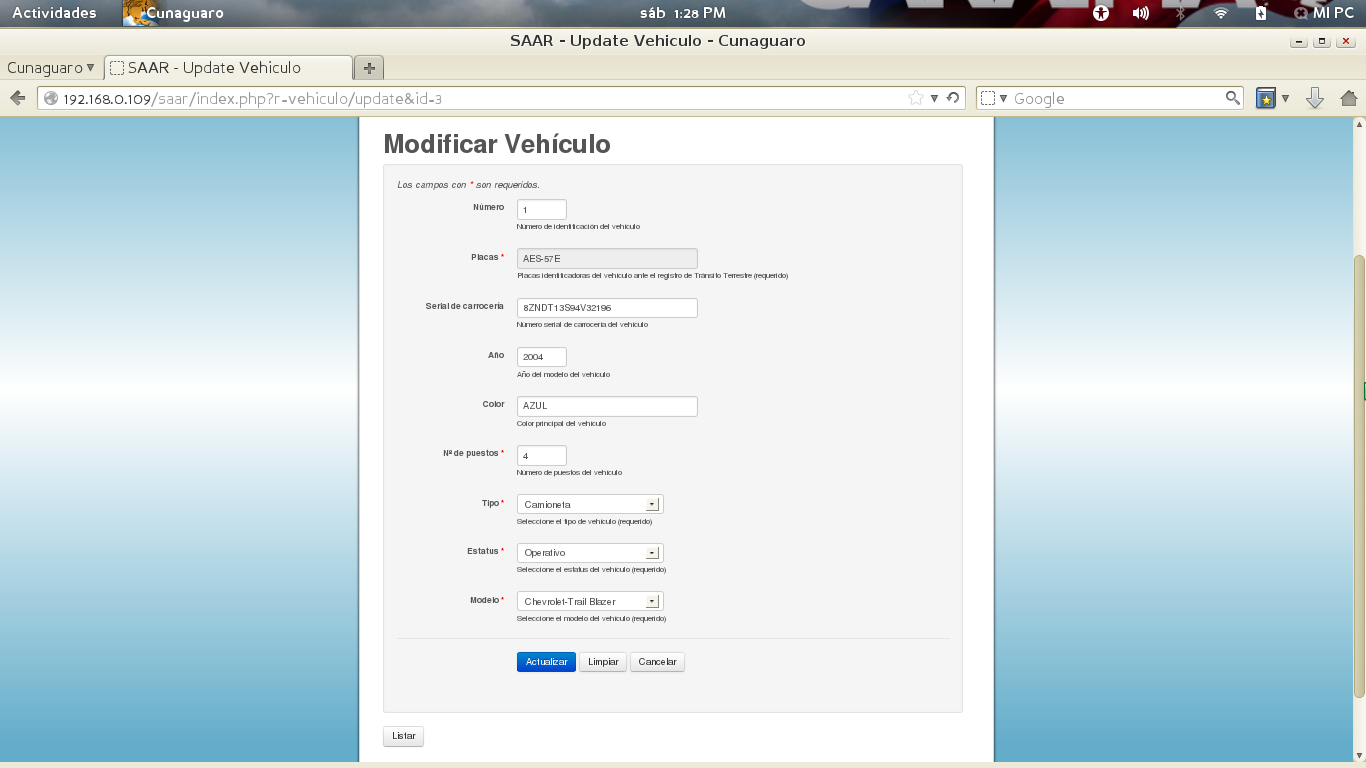 Actividades Cunaguaro sáb 1:28 PM MI PC
SAAR - Update Vehiculo - Cunaguaro
Cunaguaro SAAR - Update Vehiculo
192.168.0.109/saar/index.php?r=vehiculo/update&id=3 Google
Modificar Vehículo
Los campos con * son requeridos.
Número 1
Número de identificación del vehículo
Placas * AES-57E
Placas identificadoras del vehículo ante el registro de Tránsito Terrestre (requerido)
Serial de carrocería 8ZNDT13S94V32196
Número serial de carrocería del vehículo
Año 2004
Año del modelo del vehículo
Color AZUL
Color principal del vehículo
Nº de puestos * 4
Número de puestos del vehículo
Tipo * Camioneta
Seleccione el tipo de vehículo (requerido)
Estatus * Operativo
Seleccione el estatus del vehículo (requerido)
Modelo * Chevrolet-Trail Blazer
Seleccione el modelo del vehículo (requerido)
Actualizar Limpiar Cancelar
Listar